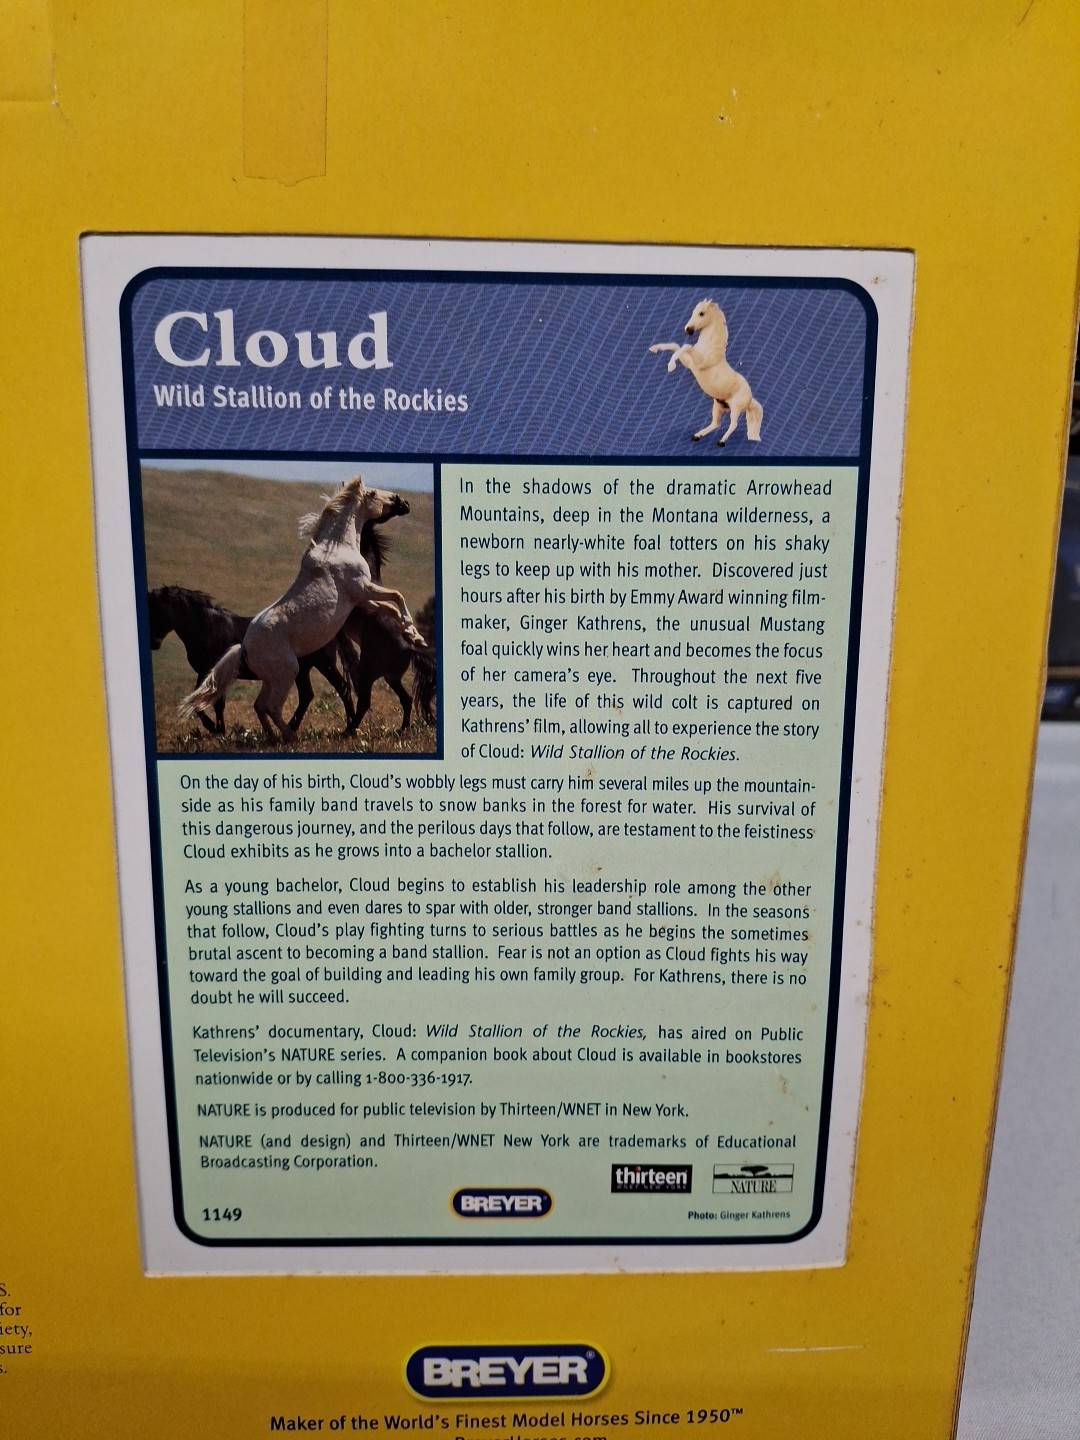 Cloud
Wild Stallion of the Rockies
In the shadows of the dramatic Arrowhead
Mountains, deep in the Montana wilderness, a
newborn nearly-white foal totters on his shaky
legs to keep up with his mother. Discovered just
hours after his birth by Emmy Award winning film-
maker, Ginger Kathrens, the unusual Mustang
foal quickly wins her heart and becomes the focus
of her camera's eye. Throughout the next five
years, the life of this wild colt is captured on
Kathrens' film, allowing all to experience the story
of Cloud: Wild Stallion of the Rockies.
On the day of his birth, Cloud's wobbly legs must carry him several miles up the mountain-
side as his family band travels to snow banks in the forest for water. His survival of
this dangerous journey, and the perilous days that follow, are testament to the feistiness
Cloud exhibits as he grows into a bachelor stallion.
As a young bachelor, Cloud begins to establish his leadership role among the other
young stallions and even dares to spar with older, stronger band stallions. In the seasons
that follow, Cloud's play fighting turns to serious battles as he begins the sometimes
brutal ascent to becoming a band stallion. Fear is not an option as Cloud fights his way
toward the goal of building and leading his own family group. For Kathrens, there is no
doubt he will succeed.
Kathrens' documentary, Cloud: Wild Stallion of the Rockies, has aired on Public
Television's NATURE series. A companion book about Cloud is available in bookstores
nationwide or by calling 1-800-336-1917.
NATURE is produced for public television by Thirteen/WNET in New York.
NATURE (and design) and Thirteen/WNET New York are trademarks of Educational
Broadcasting Corporation.
thirteen
WNET NEW YORK
NATURE
BREYER®
1149
Photo: Ginger Kathrens
S.
for
iety,
sure
s.
BREYER®
Maker of the World's Finest Model Horses Since 1950™
BreyerHorses.com